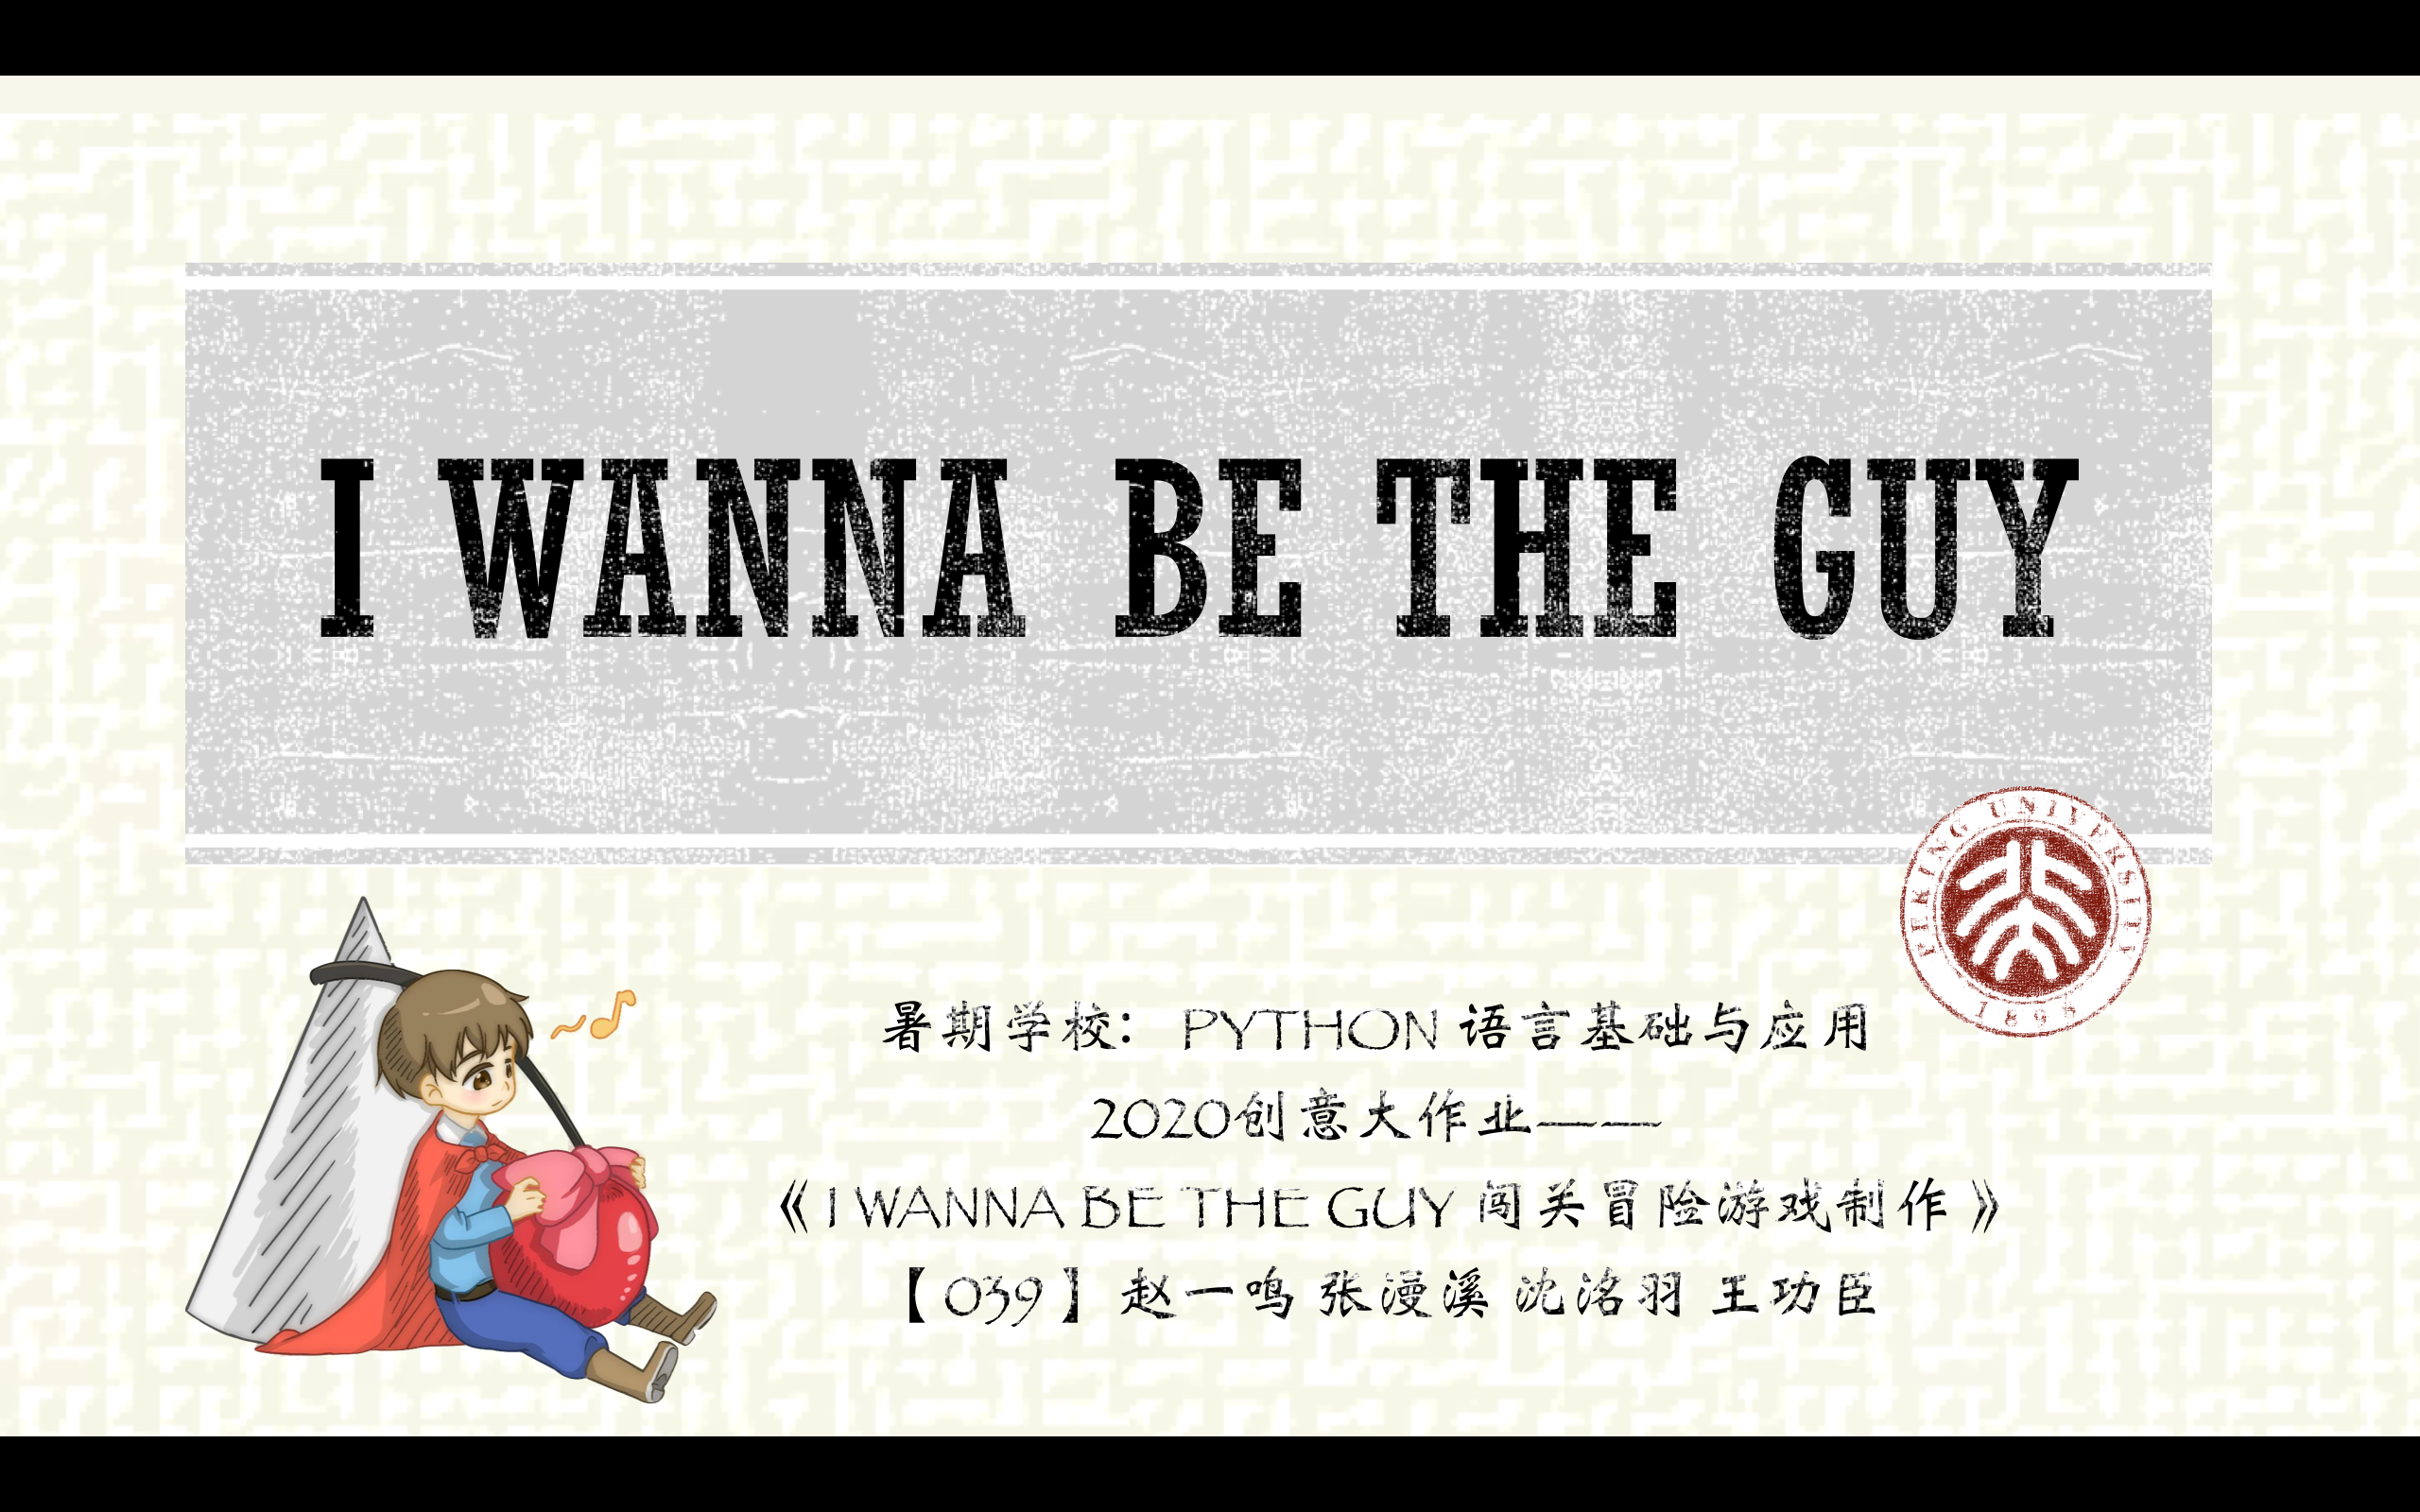 I WANNA BE THE GUY
PEKING UNIVERSITY
1898
暑期学校：PYTHON 语言基础与应用
2020创意大作业——
《I WANNA BE THE GUY 闯关冒险游戏制作》
【039】赵一鸣 张漫溪 沈洺羽 王功臣